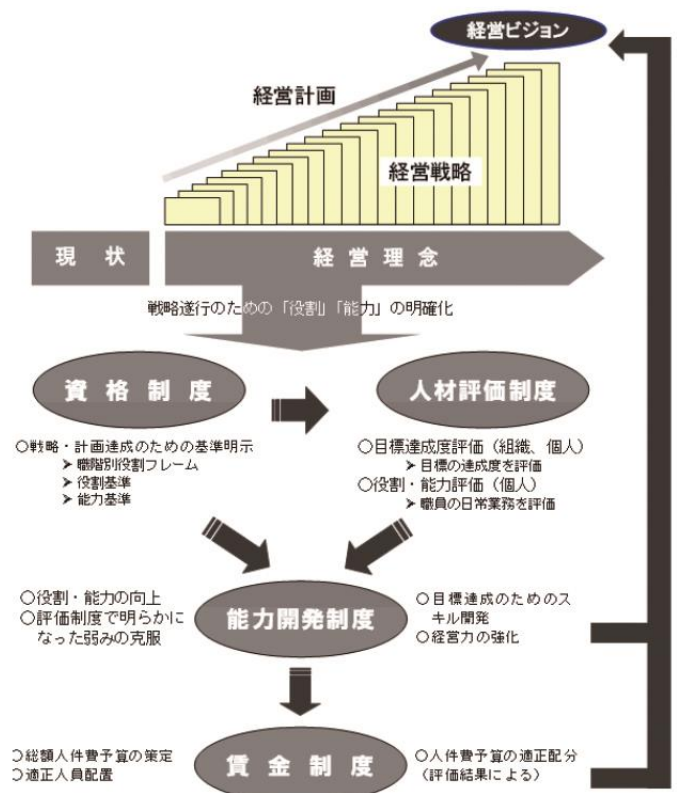 経営ビジョン
経営計画
経営戦略
現状
経営理念
戦略遂行のための「役割」「能力」の明確化
資格制度
人材評価制度
○戦略・計画達成のための基準明示
➤ 職階別役割フレーム
➤ 役割基準
➤ 能力基準
○目標達成度評価（組織、個人）
➤ 目標の達成度を評価
○役割・能力評価（個人）
➤ 職員の日常業務を評価
○役割・能力の向上
○評価制度で明らかに
なった弱みの克服
能力開発制度
○目標達成のためのス
キル開発
○経営力の強化
○総額人件費予算の策定
○適正人員配置
賃金制度
○人件費予算の適正配分
（評価結果による）